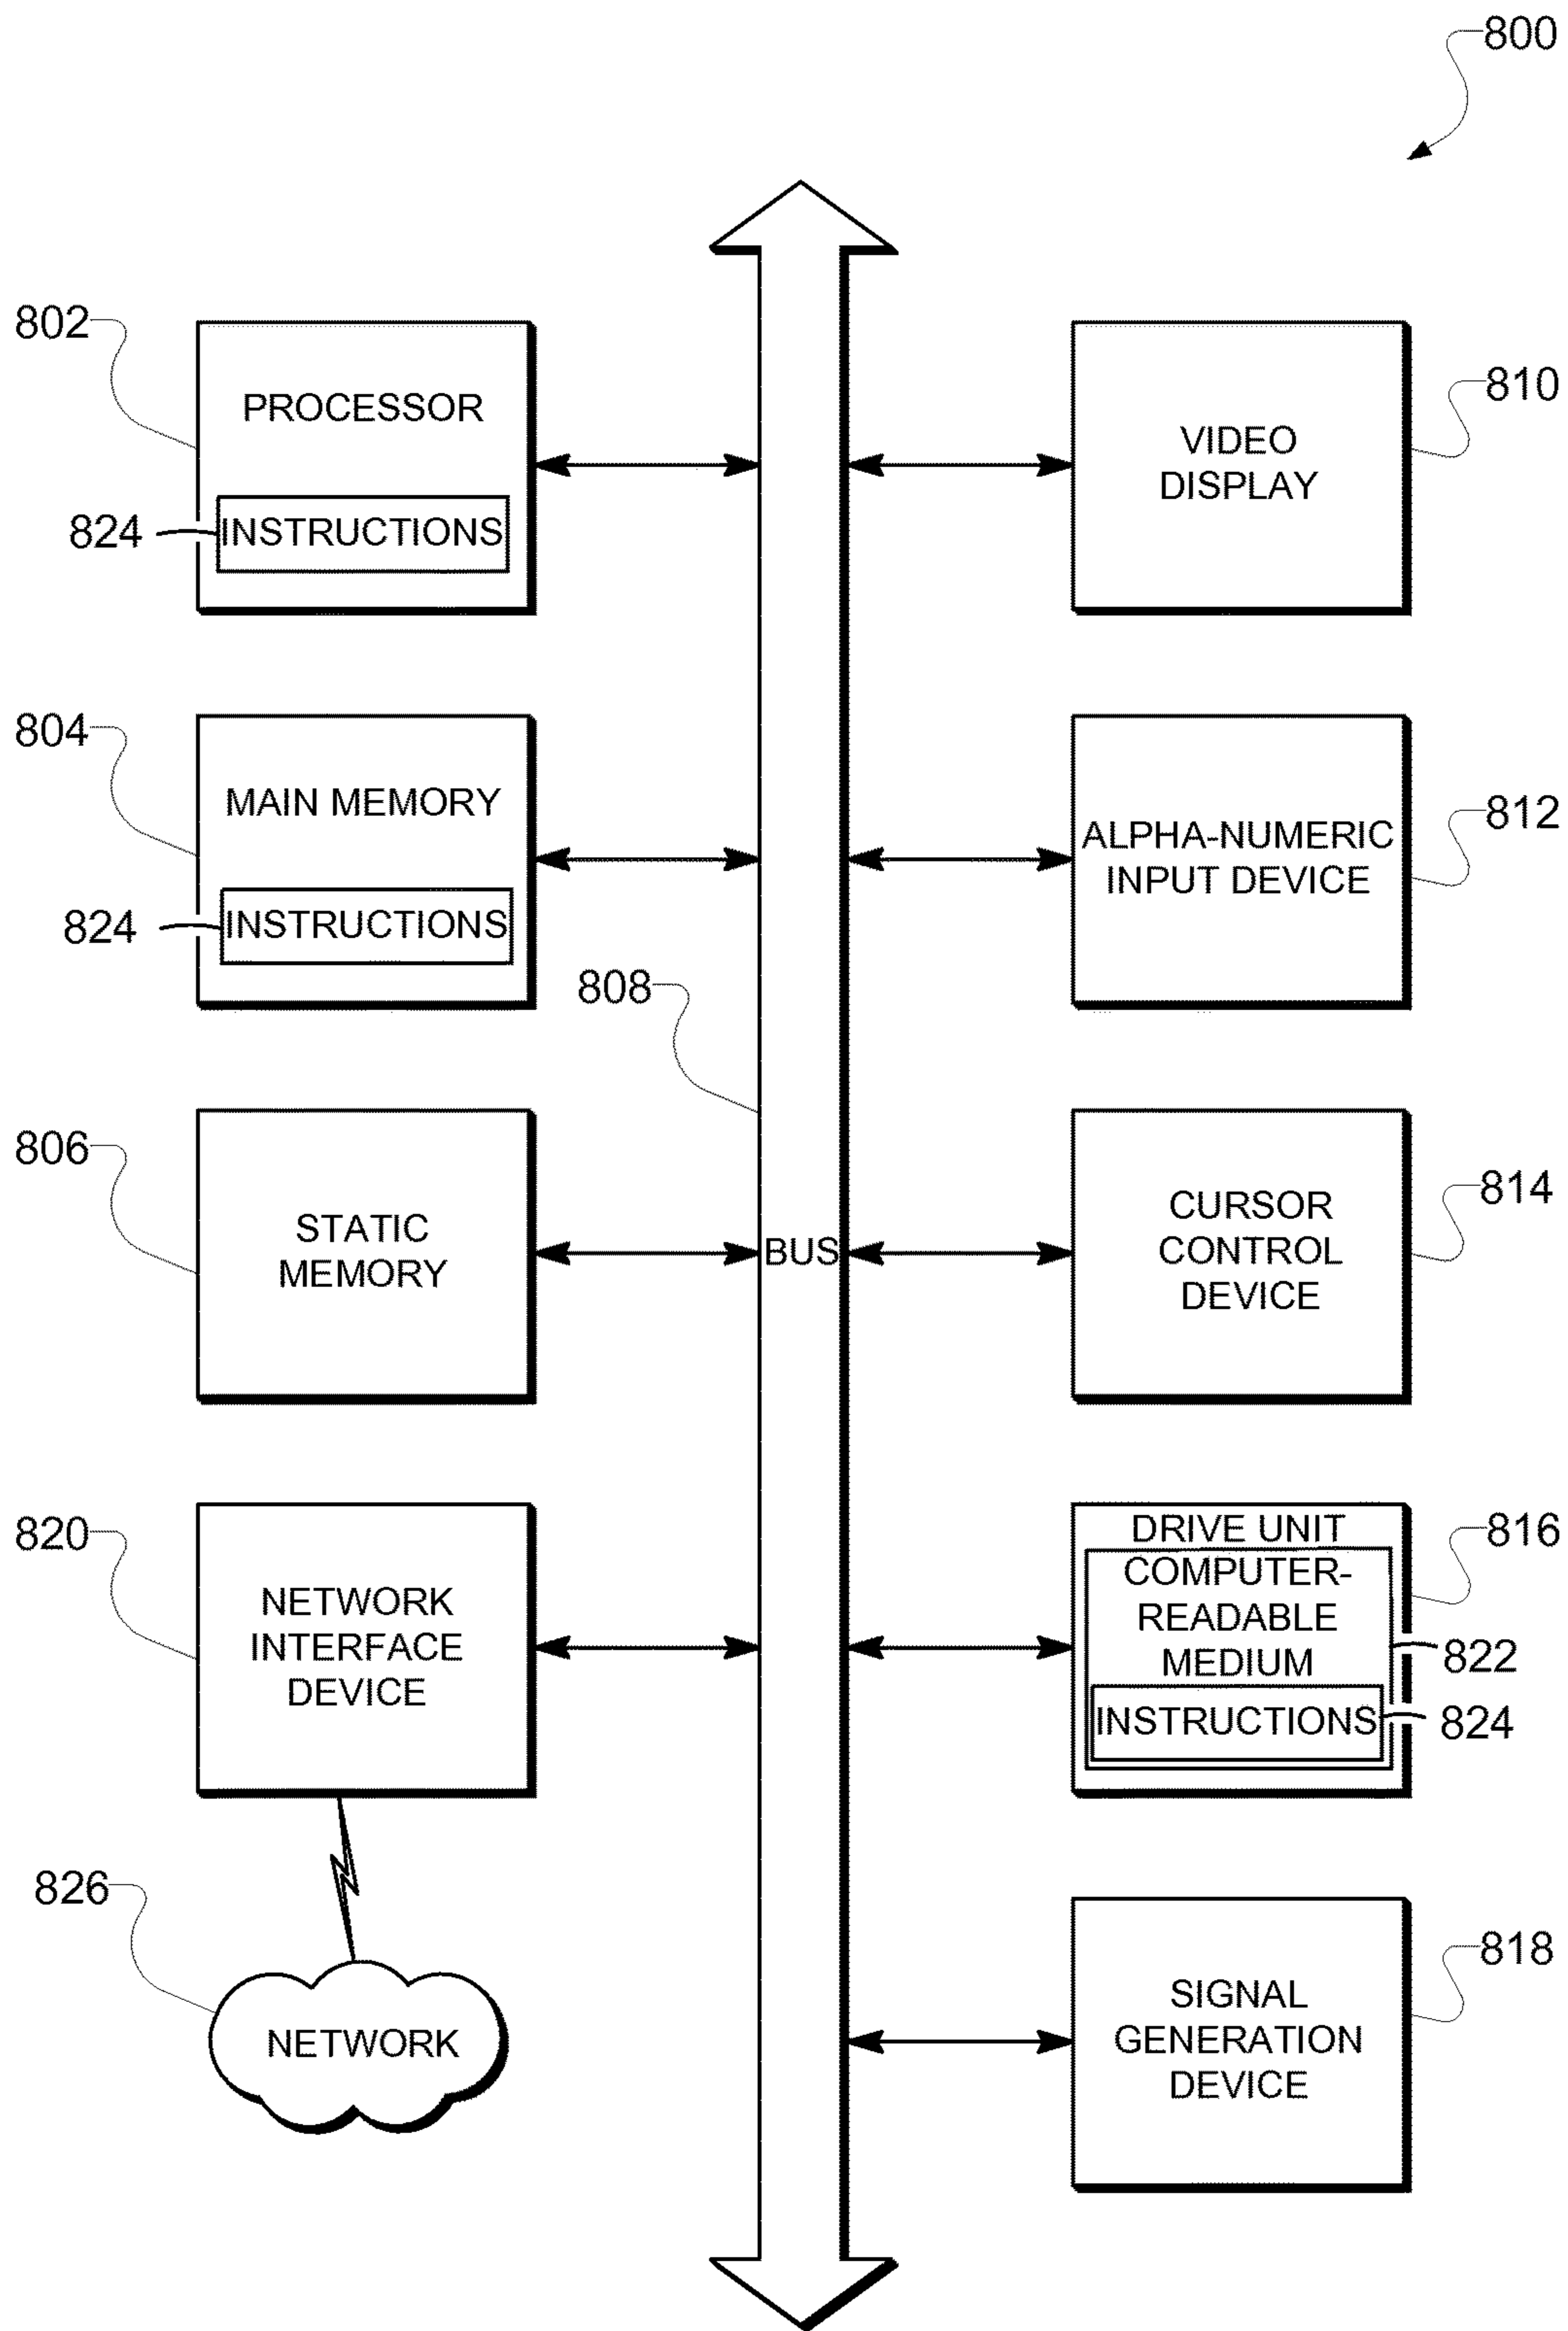 800
802
PROCESSOR
824
INSTRUCTIONS
804
MAIN MEMORY
824
INSTRUCTIONS
808
806
STATIC
MEMORY
BUS
820
NETWORK
INTERFACE
DEVICE
826
NETWORK
810
VIDEO
DISPLAY
812
ALPHA-NUMERIC
INPUT DEVICE
814
CURSOR
CONTROL
DEVICE
816
DRIVE UNIT
COMPUTER-
READABLE
MEDIUM
822
INSTRUCTIONS
824
818
SIGNAL
GENERATION
DEVICE